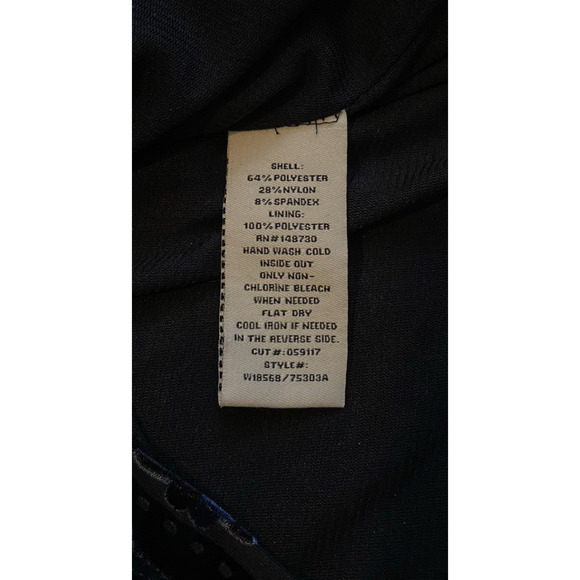 SHELL:
64% POLYESTER
28% NYLON
8% SPANDEX
LINING:
100% POLYESTER
RN# 148730
HAND WASH COLD
INSIDE OUT
ONLY NON-
CHLORINE BLEACH
WHEN NEEDED
FLAT DRY
COOL IRON IF NEEDED
IN THE REVERSE SIDE.
CUT #: 059117
STYLE#:
W18568/75303A